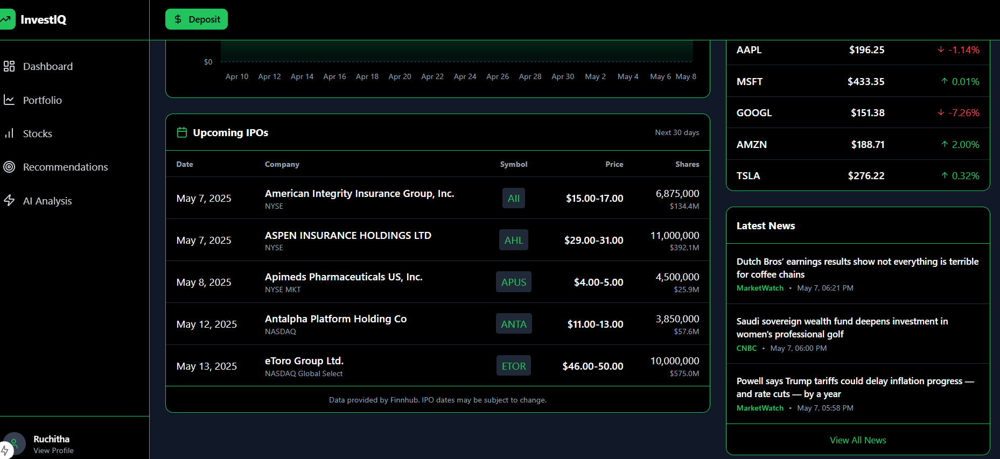 InvestIQ
$ Deposit
Dashboard
Portfolio
Stocks
Recommendations
AI Analysis
Ruchitha
View Profile
$0
Apr 10 Apr 12 Apr 14 Apr 16 Apr 18 Apr 20 Apr 22 Apr 24 Apr 26 Apr 28 Apr 30 May 2 May 4 May 6 May 8
Upcoming IPOs Next 30 days
Date Company Symbol Price Shares
May 7, 2025 American Integrity Insurance Group, Inc. AII $15.00-17.00 6,875,000
NYSE $134.4M
May 7, 2025 ASPEN INSURANCE HOLDINGS LTD AHL $29.00-31.00 11,000,000
NYSE $392.1M
May 8, 2025 Apimeds Pharmaceuticals US, Inc. APUS $4.00-5.00 4,500,000
NYSE MKT $25.9M
May 12, 2025 Antalpha Platform Holding Co ANTA $11.00-13.00 3,850,000
NASDAQ $57.6M
May 13, 2025 eToro Group Ltd. ETOR $46.00-50.00 10,000,000
NASDAQ Global Select $575.0M
Data provided by Finnhub. IPO dates may be subject to change.
AAPL $196.25 ↓ -1.14%
MSFT $433.35 ↑ 0.01%
GOOGL $151.38 ↓ -7.26%
AMZN $188.71 ↑ 2.00%
TSLA $276.22 ↑ 0.32%
Latest News
Dutch Bros’ earnings results show not everything is terrible
for coffee chains
MarketWatch • May 7, 06:21 PM
Saudi sovereign wealth fund deepens investment in
women's professional golf
CNBC • May 7, 06:00 PM
Powell says Trump tariffs could delay inflation progress —
and rate cuts — by a year
MarketWatch • May 7, 05:58 PM
View All News